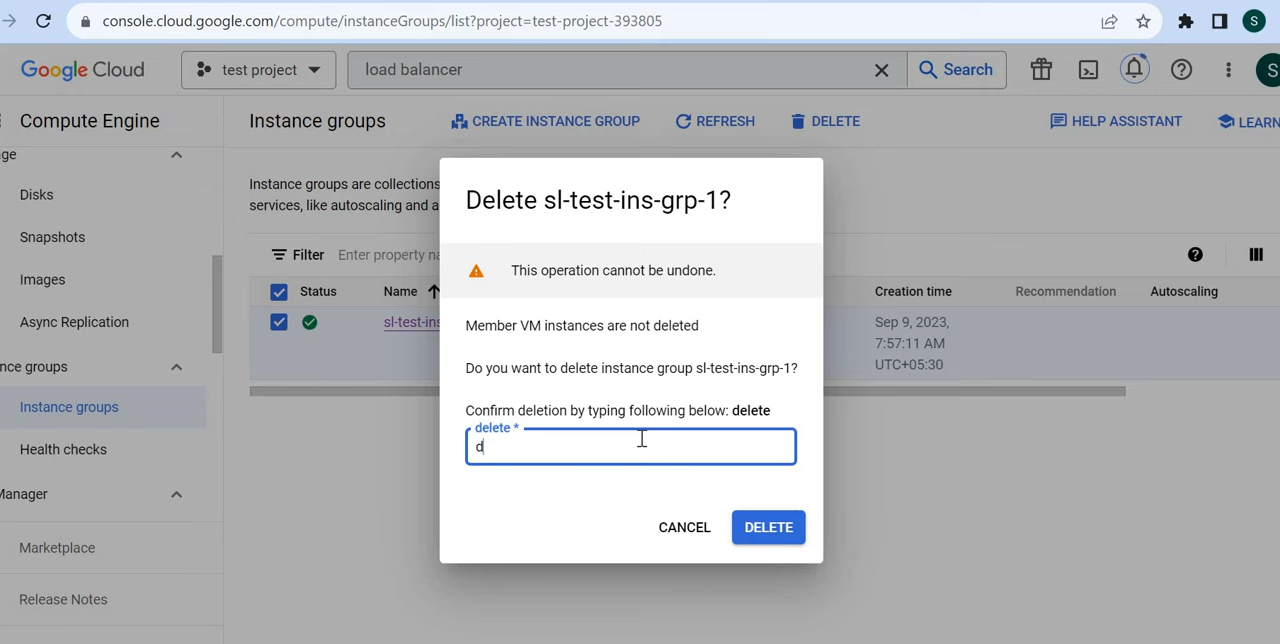 console.cloud.google.com/compute/instanceGroups/list?project=test-project-393805
S
Google Cloud
test project
load balancer
Search
S
Compute Engine
Instance groups
CREATE INSTANCE GROUP
REFRESH
DELETE
HELP ASSISTANT
LEARN
ge
Disks
Snapshots
Images
Async Replication
nce groups
Instance groups
Health checks
Manager
Marketplace
Release Notes
Instance groups are collections
services, like autoscaling and a
Filter
Enter property na
Status
Name
Creation time
Recommendation
Autoscaling
sl-test-ins
Sep 9, 2023,
7:57:11 AM
UTC+05:30
Delete sl-test-ins-grp-1?
This operation cannot be undone.
Member VM instances are not deleted
Do you want to delete instance group sl-test-ins-grp-1?
Confirm deletion by typing following below: delete
delete *
d
CANCEL
DELETE